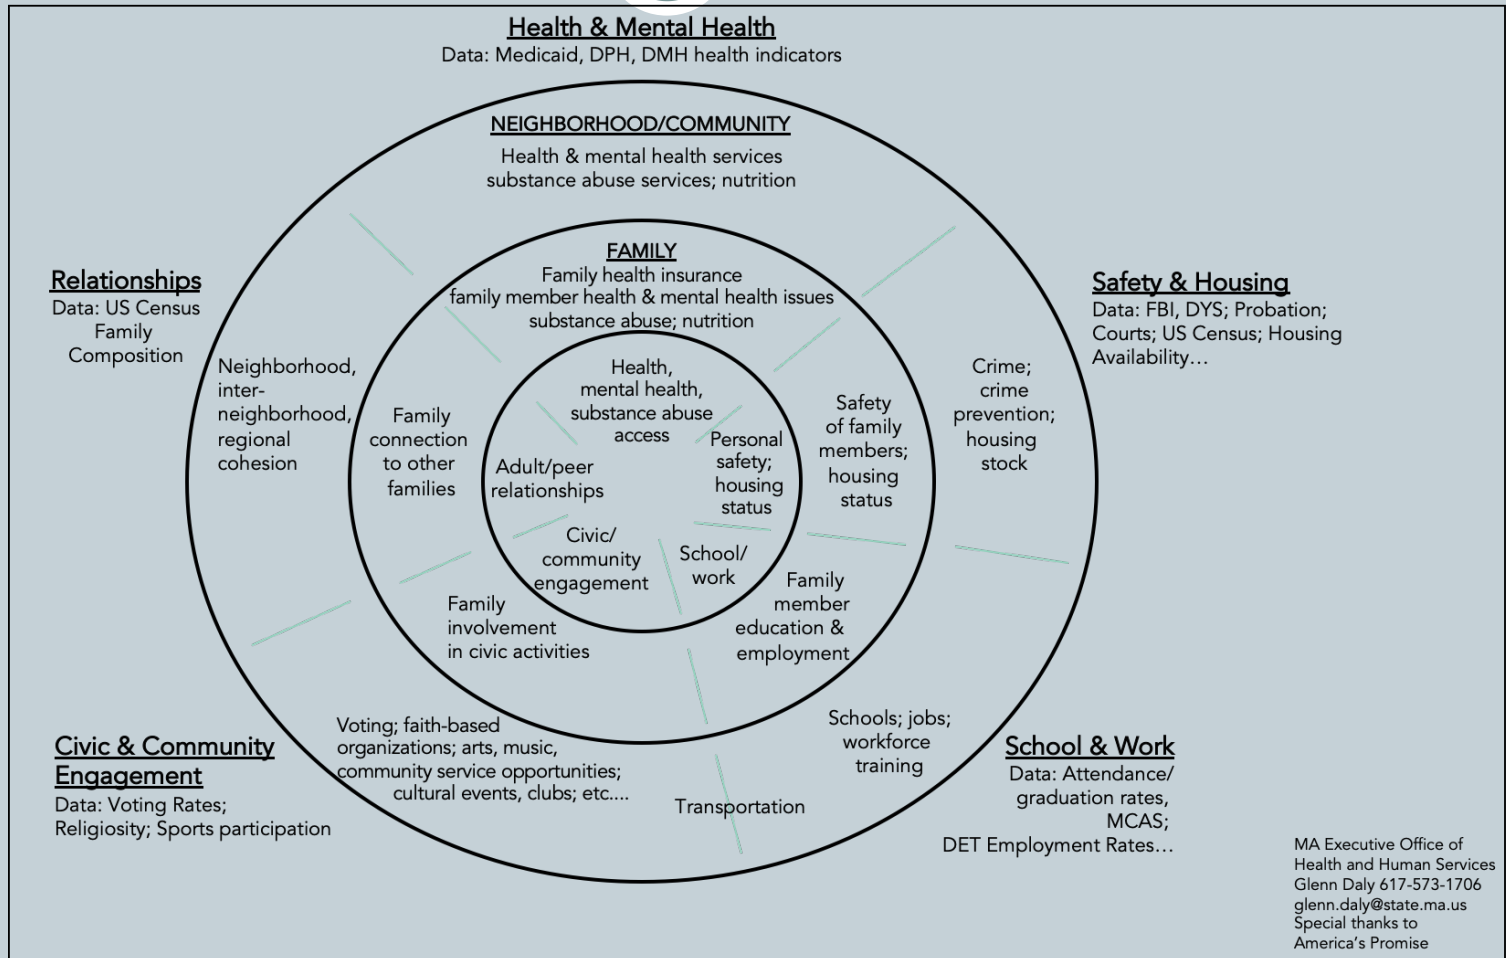 Health & Mental Health
Data: Medicaid, DPH, DMH health indicators
NEIGHBORHOOD/COMMUNITY
Health & mental health services
substance abuse services; nutrition
FAMILY
Family health insurance
family member health & mental health issues
substance abuse; nutrition
Health,
mental health,
substance abuse
access
Relationships
Data: US Census
Family
Composition
Neighborhood,
inter-
neighborhood,
regional
cohesion
Family
connection
to other
families
Adult/peer
relationships
Personal
safety;
housing
status
Safety
of family
members;
housing
status
Crime;
crime
prevention;
housing
stock
Safety & Housing
Data: FBI, DYS; Probation;
Courts; US Census; Housing
Availability…
Civic/
community
engagement
School/
work
Family
involvement
in civic activities
Family
member
education &
employment
Civic & Community
Engagement
Data: Voting Rates;
Religiosity; Sports participation
Voting; faith-based
organizations; arts, music,
community service opportunities;
cultural events, clubs; etc....
Transportation
Schools; jobs;
workforce
training
School & Work
Data: Attendance/
graduation rates,
MCAS;
DET Employment Rates…
MA Executive Office of
Health and Human Services
Glenn Daly 617-573-1706
glenn.daly@state.ma.us
Special thanks to
America's Promise